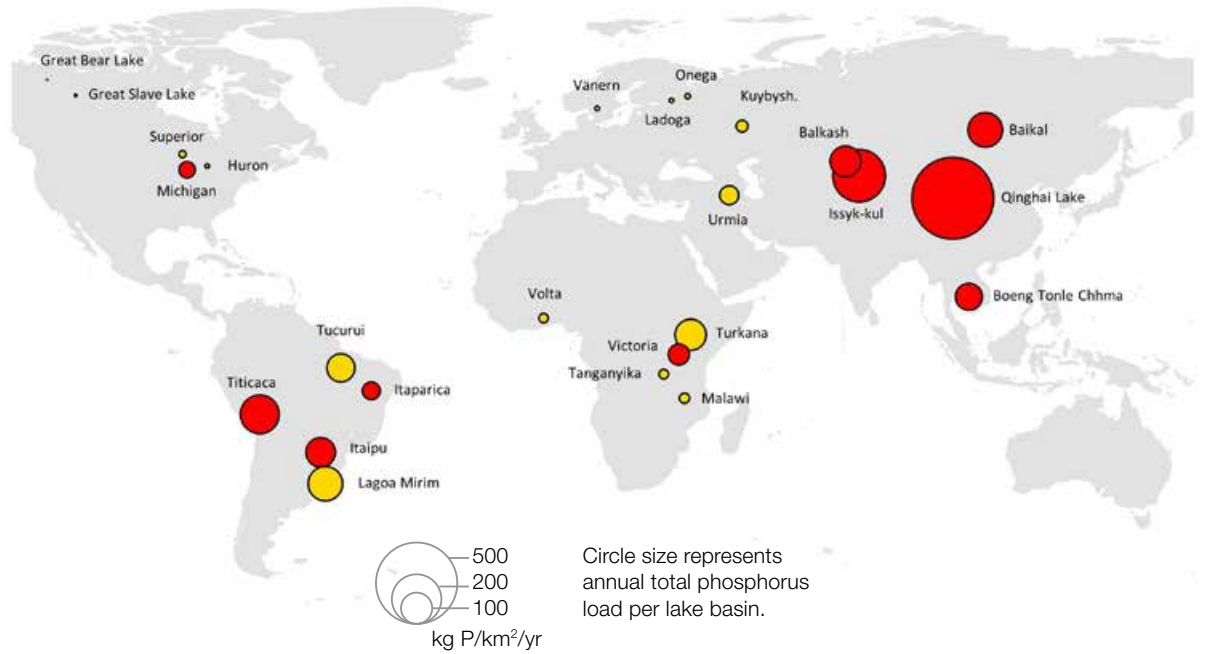 Great Bear Lake
Great Slave Lake
Superior
Huron
Michigan
Vanern
Onega
Ladoga
Kuybysh.
Balkash
Baikal
Issyk-kul
Qinghai Lake
Urmia
Boeng Tonle Chhma
Volta
Turkana
Victoria
Tanganyika
Malawi
Tucurui
Itaparica
Titicaca
Itaipu
Lagoa Mirim
500
200
100
kg P/km²/yr
Circle size represents
annual total phosphorus
load per lake basin.